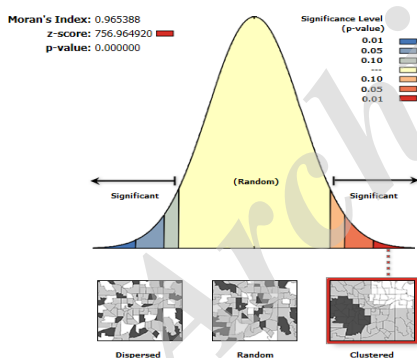 Moran's Index: 0.965388
z-score: 756.964920
p-value: 0.000000
Significance Level
(p-value)
0.01
0.05
0.10
---
0.10
0.05
0.01
Significant
(Random)
Significant
Dispersed
Random
Clustered